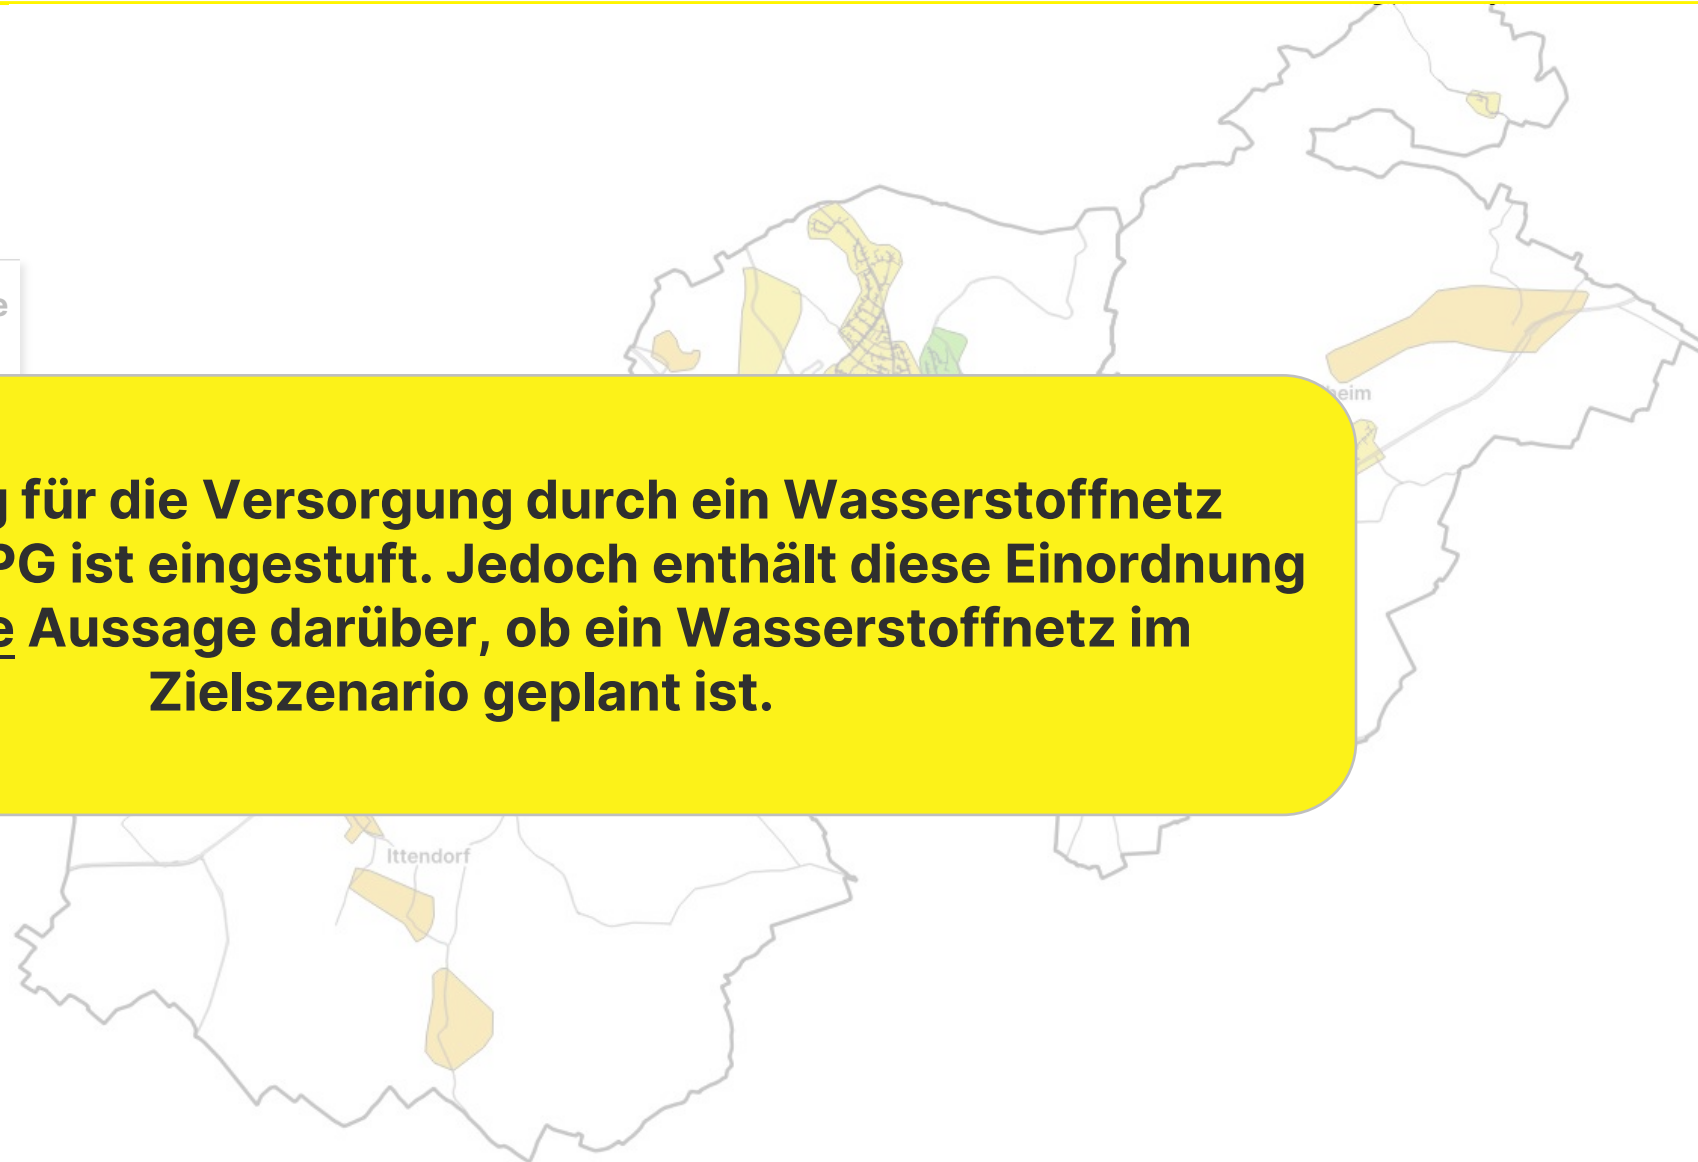 für die Versorgung durch ein Wasserstoffnetz
ist eingestuft. Jedoch enthält diese Einordnung
Aussage darüber, ob ein Wasserstoffnetz im
Zielszenario geplant ist.
Ittendorf